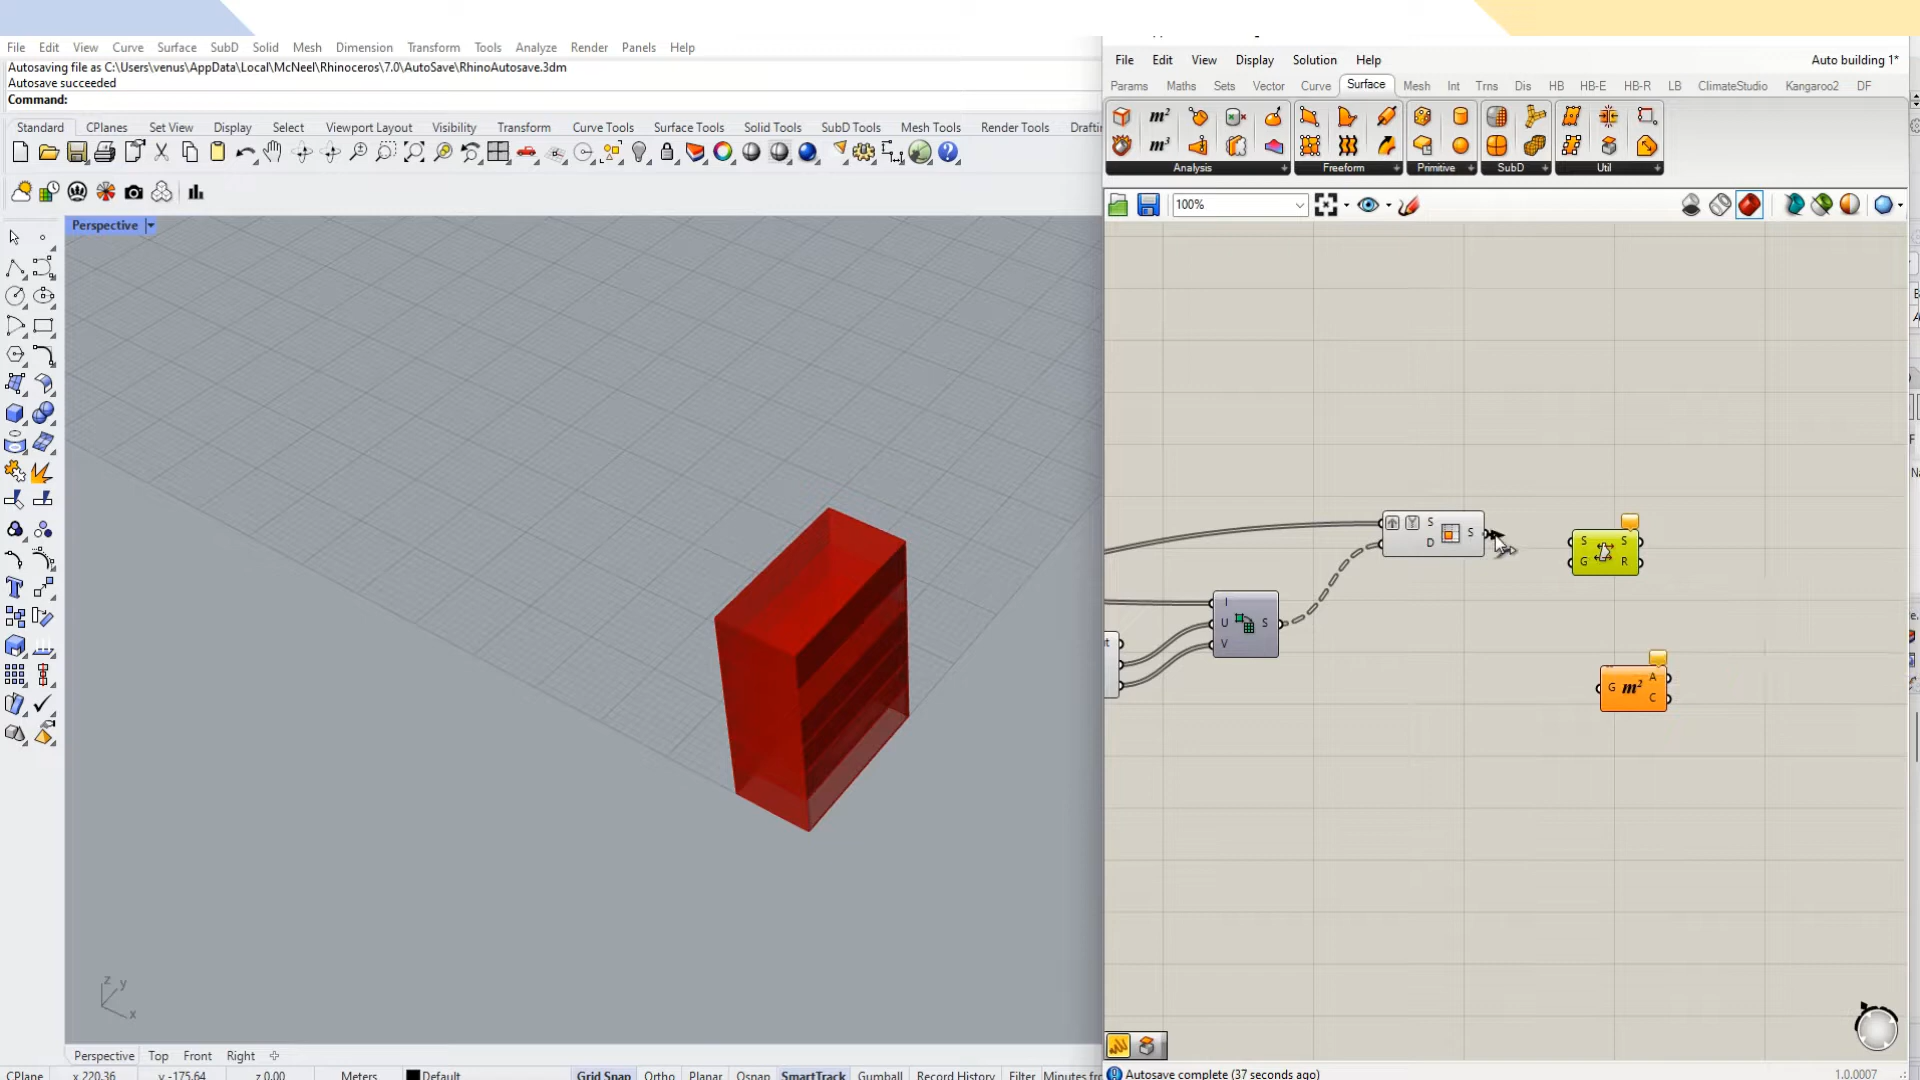 File Edit View Curve Surface SubD Solid Mesh Dimension Transform Tools Analyze Render Panels Help
Autosaving file as C:\Users\venus\AppData\Local\McNeel\Rhinoceros\7.0\AutoSave\RhinoAutosave.3dm
Autosave succeeded
Command:
Standard CPlanes Set View Display Select Viewport Layout Visibility Transform Curve Tools Surface Tools Solid Tools SubD Tools Mesh Tools Render Tools Drafti
Perspective
z y
x
Perspective Top Front Right
CPlane x 220.36 y -175.64 z 0.00 Meters Default Grid Snap Ortho Planar Osnap SmartTrack Gumball Record History Filter Minutes fro
File Edit View Display Solution Help Auto building 1*
Params Maths Sets Vector Curve Surface Mesh Int Trns Dis HB HB-E HB-R LB ClimateStudio Kangaroo2 DF
m²
m³
Analysis Freeform Primitive SubD Util
100%
S S
D
S S
G R
I
U S
V
A
G m²
C
Autosave complete (37 seconds ago) 1.0.0007